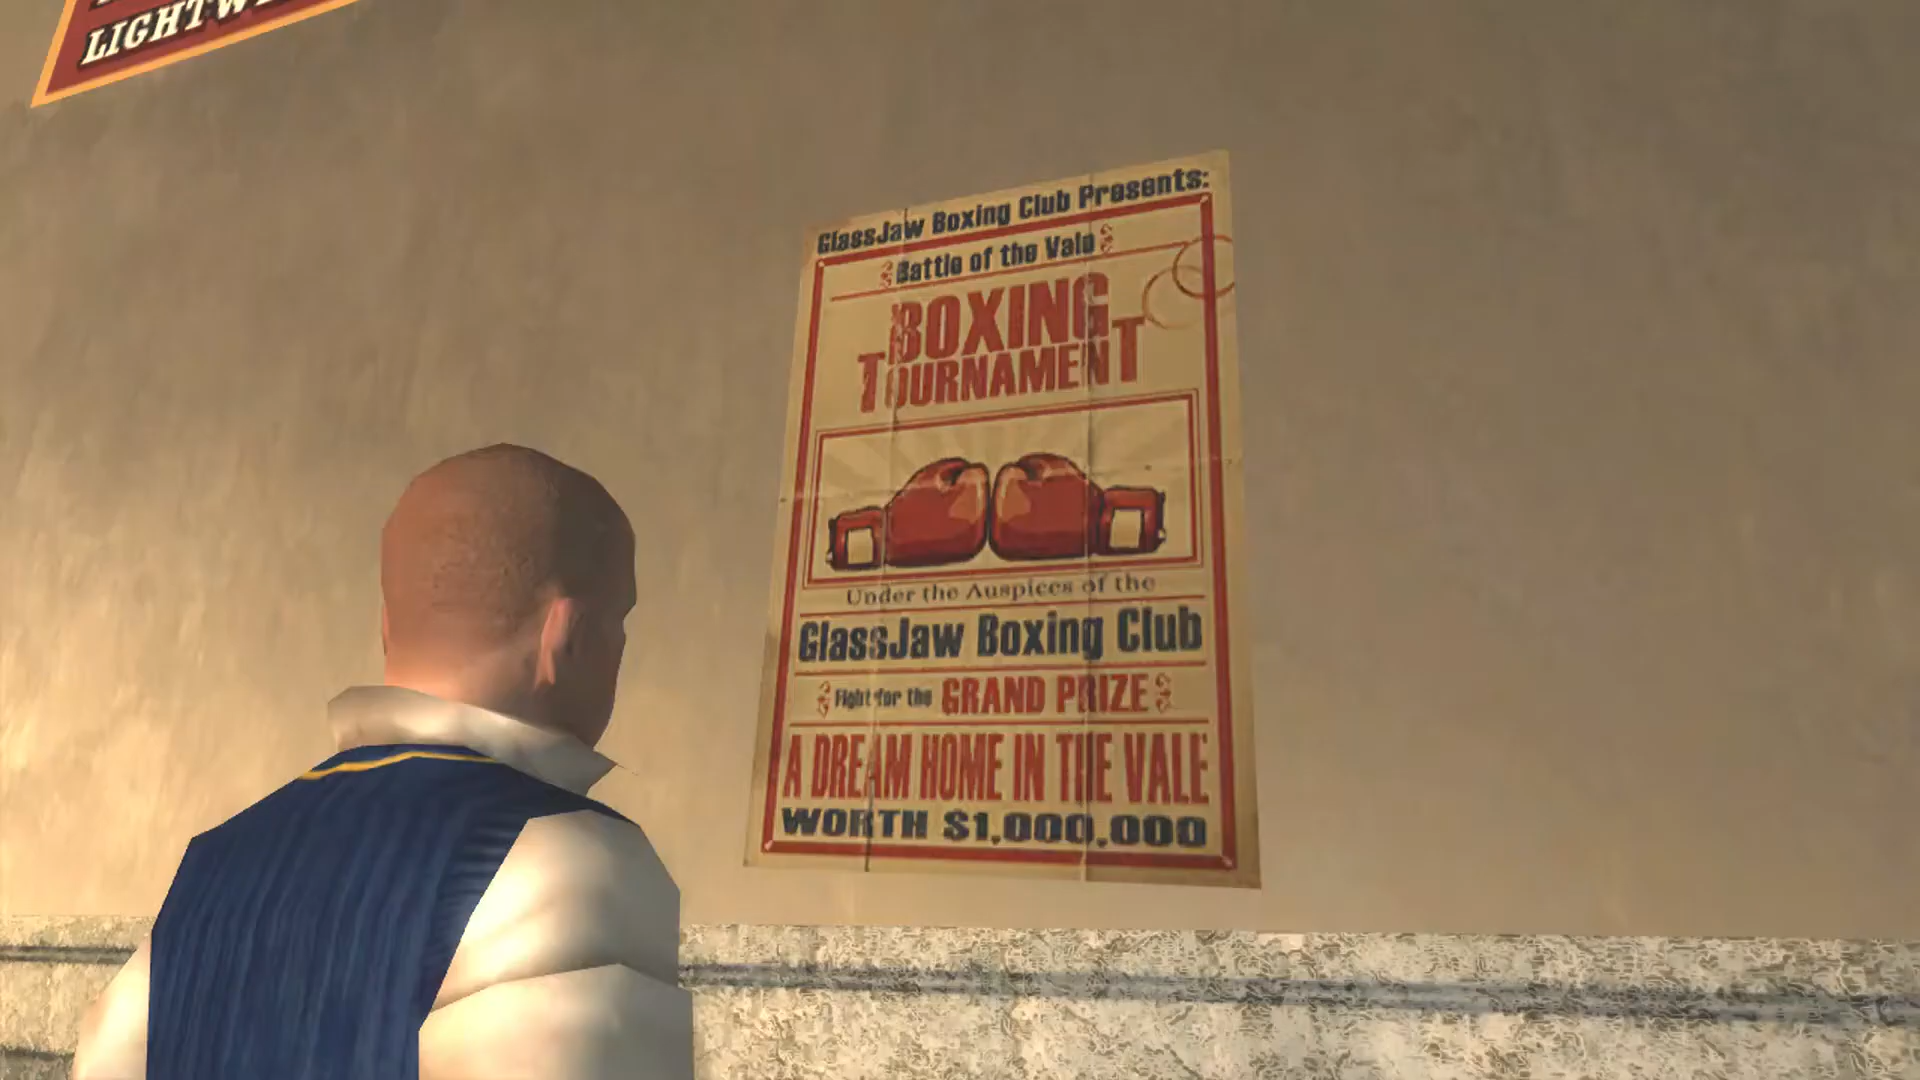 LIGHTW
GlassJaw Boxing Club Presents:
Battle of the Vale
BOXING
TOURNAMENT
Under the Auspices of the
GlassJaw Boxing Club
Fight for the GRAND PRIZE
A DREAM HOME IN THE VALE
WORTH $1,000,000